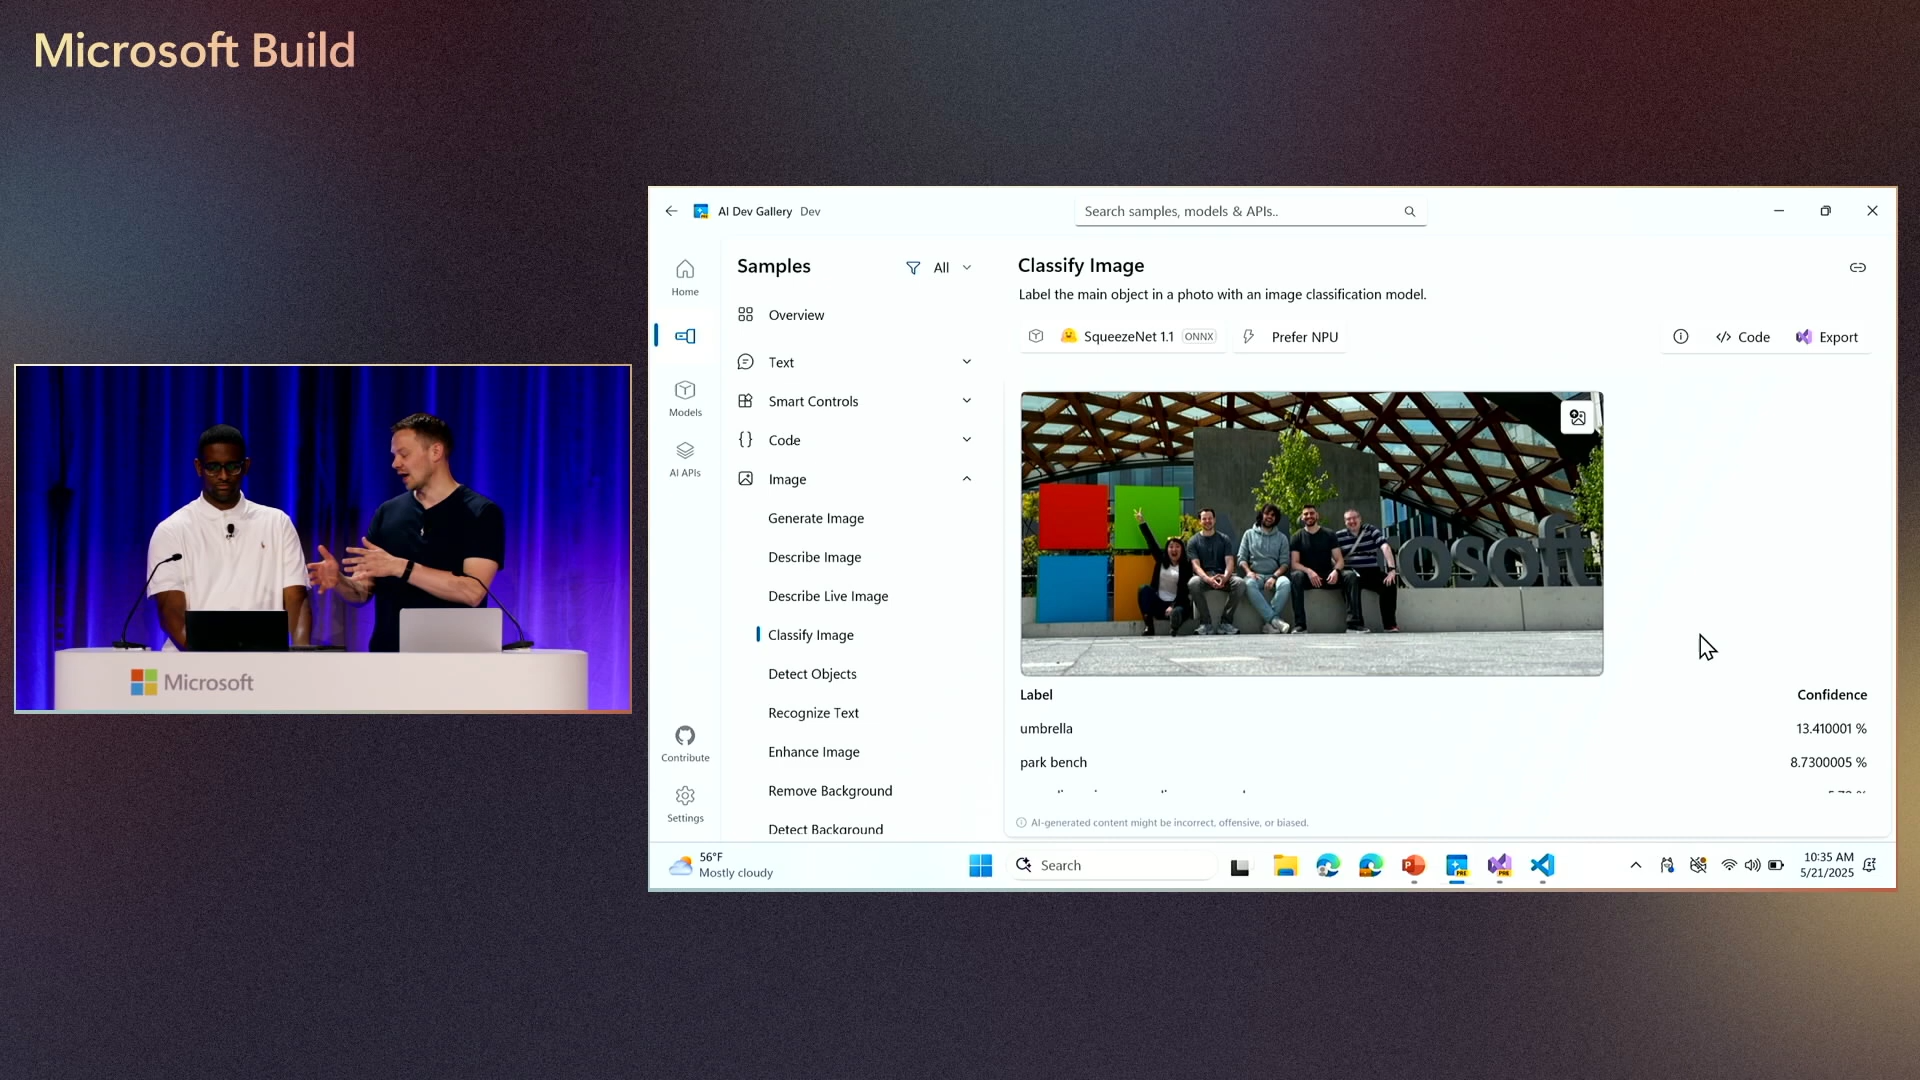 Microsoft Build
Microsoft
AI Dev Gallery Dev
Search samples, models & APIs..
Home
Models
AI APIs
Contribute
Settings
Samples
All
Overview
Text
Smart Controls
Code
Image
Generate Image
Describe Image
Describe Live Image
Classify Image
Detect Objects
Recognize Text
Enhance Image
Remove Background
Detect Background
Classify Image
Label the main object in a photo with an image classification model.
SqueezeNet 1.1 ONNX
Prefer NPU
Code
Export
rosoft
Label Confidence
umbrella 13.410001 %
park bench 8.7300005 %
AI-generated content might be incorrect, offensive, or biased.
56°F
Mostly cloudy
Search
PRE
PRE
10:35 AM
5/21/2025